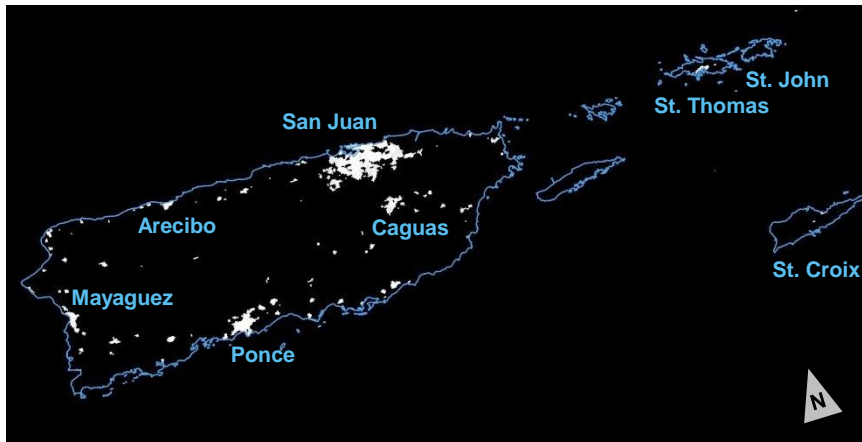 St. John
St. Thomas
San Juan
Arecibo
Caguas
St. Croix
Mayaguez
Ponce
N